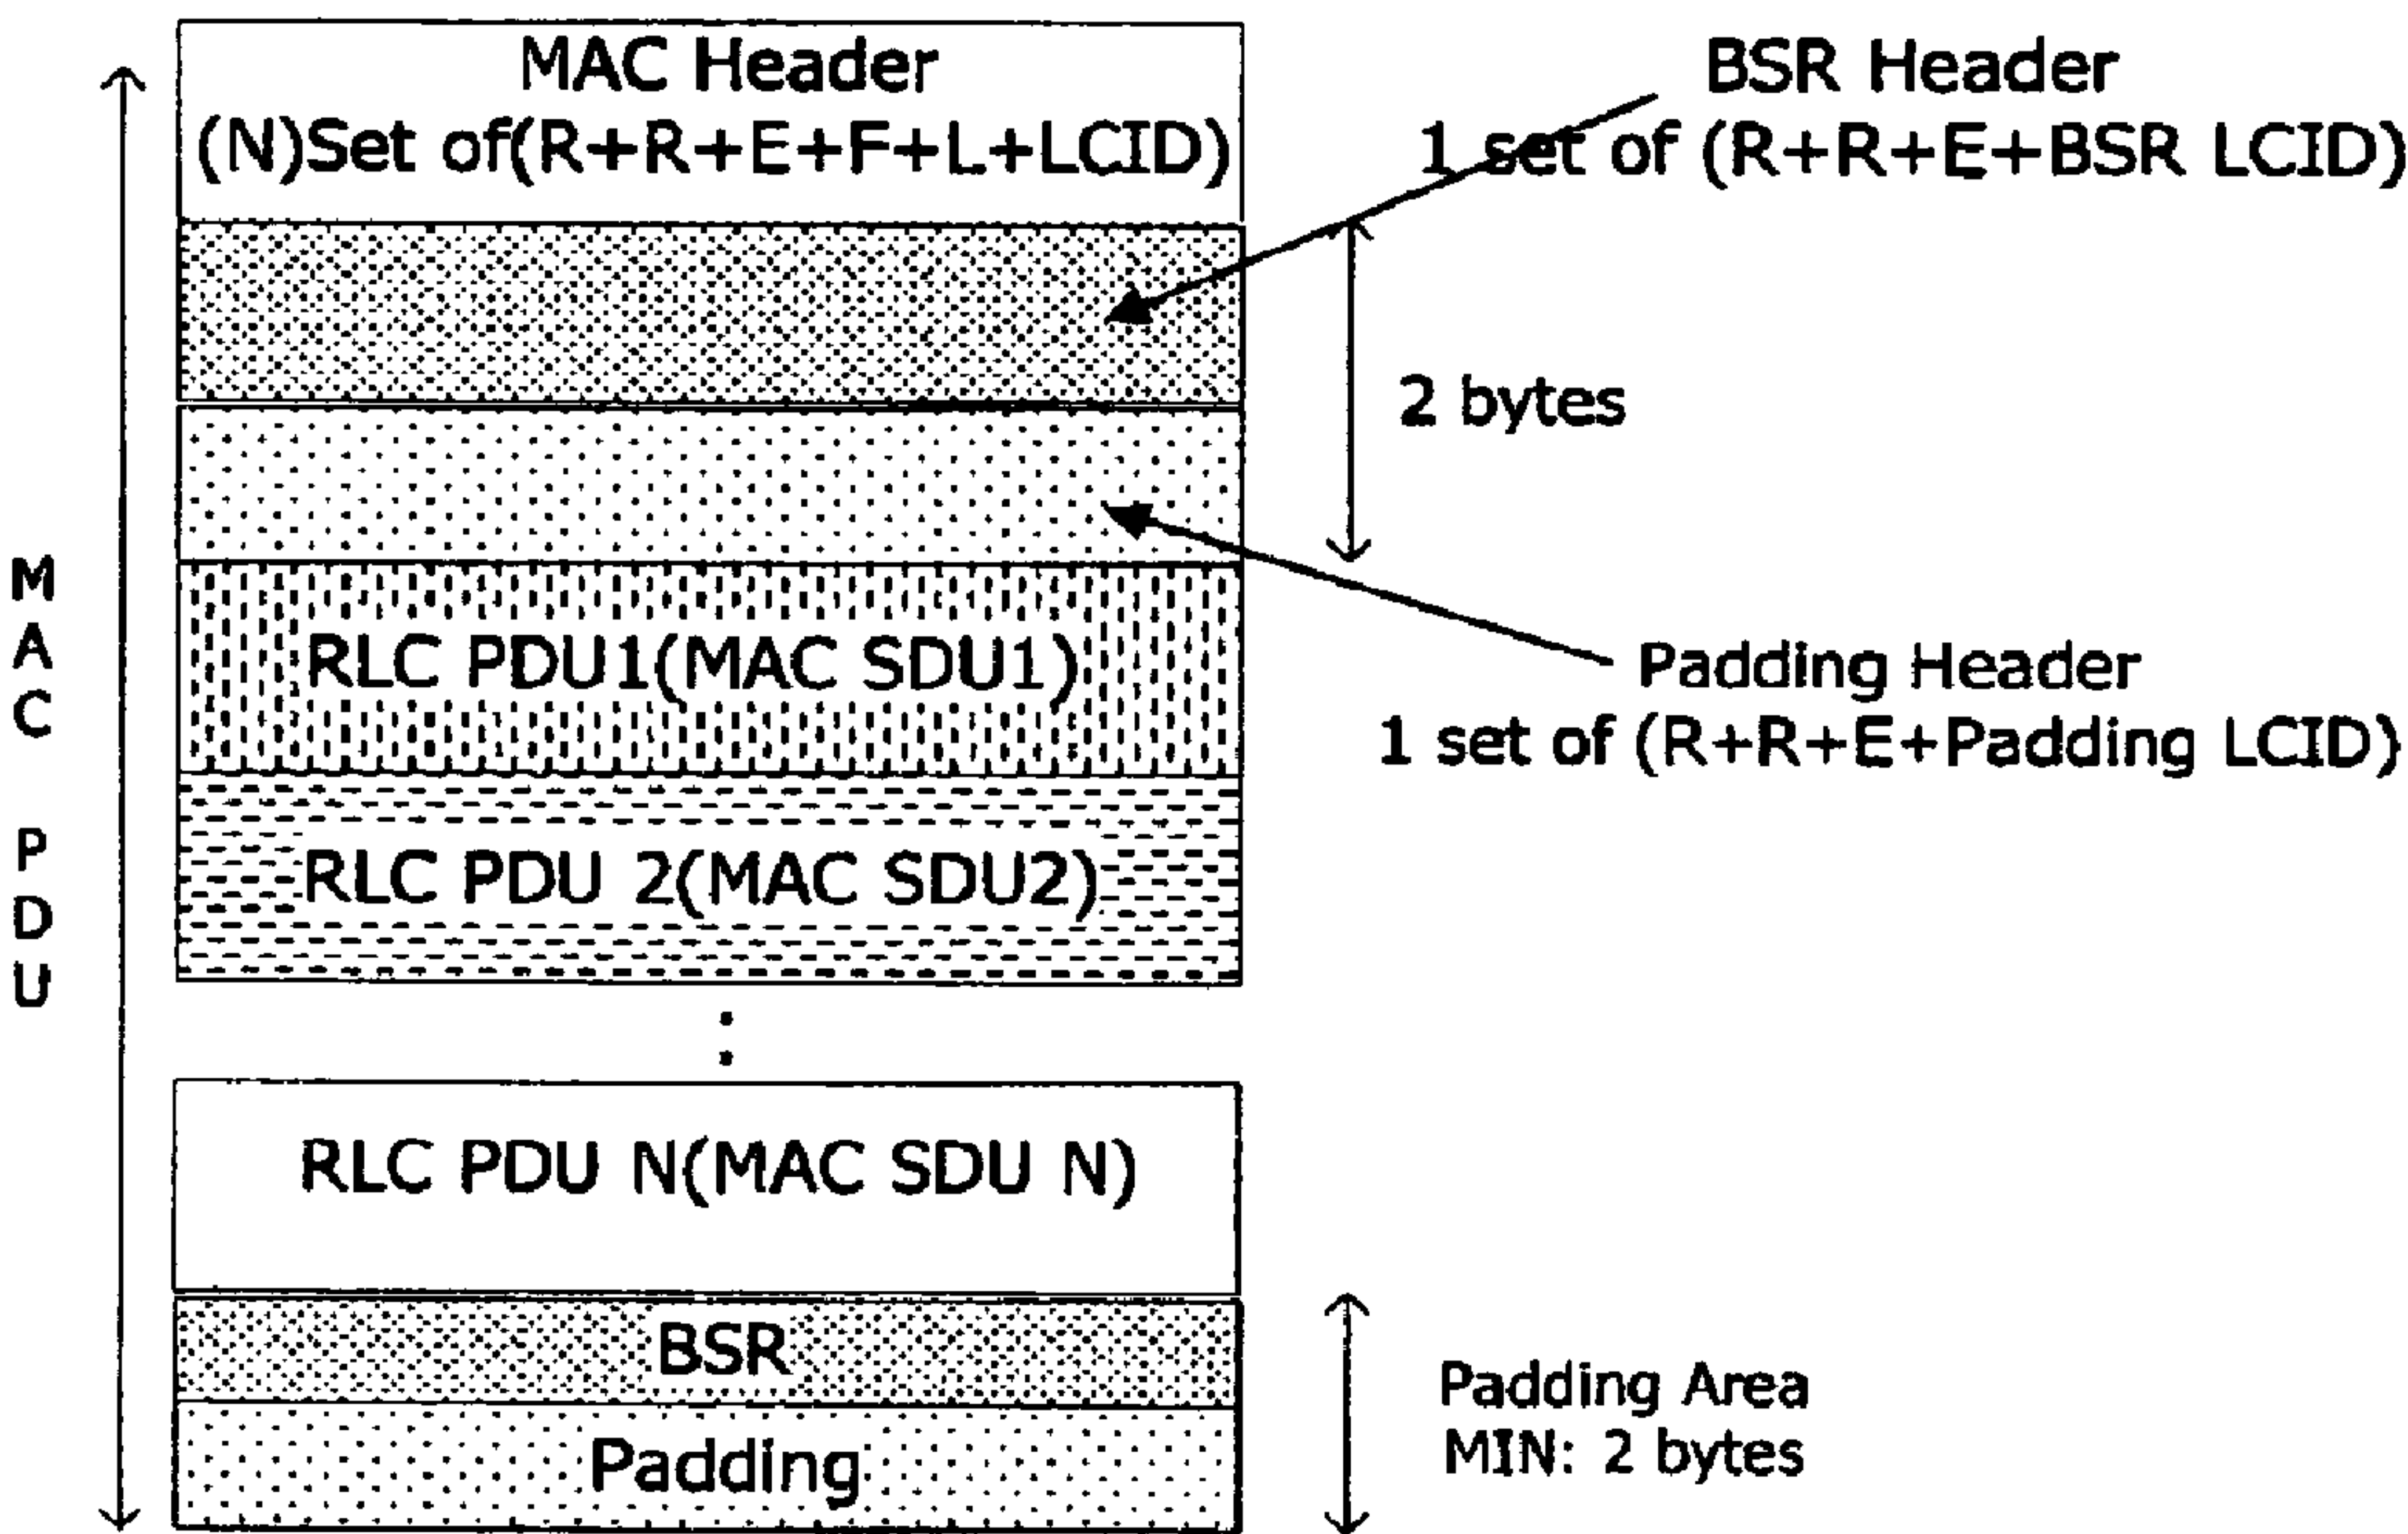 MAC Header
(N)Set of(R+R+E+F+L+LCID)
BSR Header
1 set of (R+R+E+BSR LCID)
2 bytes
MAC PDU
RLC PDU1(MAC SDU1)
Padding Header
1 set of (R+R+E+Padding LCID)
RLC PDU 2(MAC SDU2)
:
RLC PDU N(MAC SDU N)
BSR
Padding
Padding Area
MIN: 2 bytes